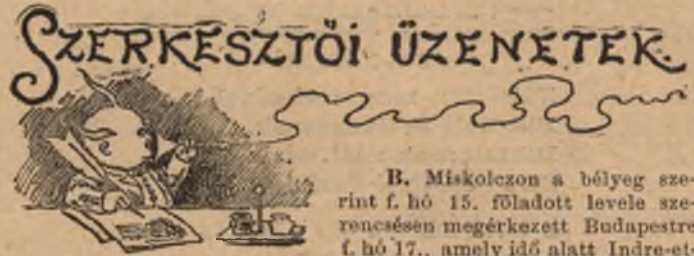 SZERKESZTŐI ÜZENETEK.
B. Miskolczon a bélyeg sze-
rint f. hó 15. föladott levele sze-
rencsésen megérkezett Budapestre
f. hó 17., amely idő alatt Indre-et-